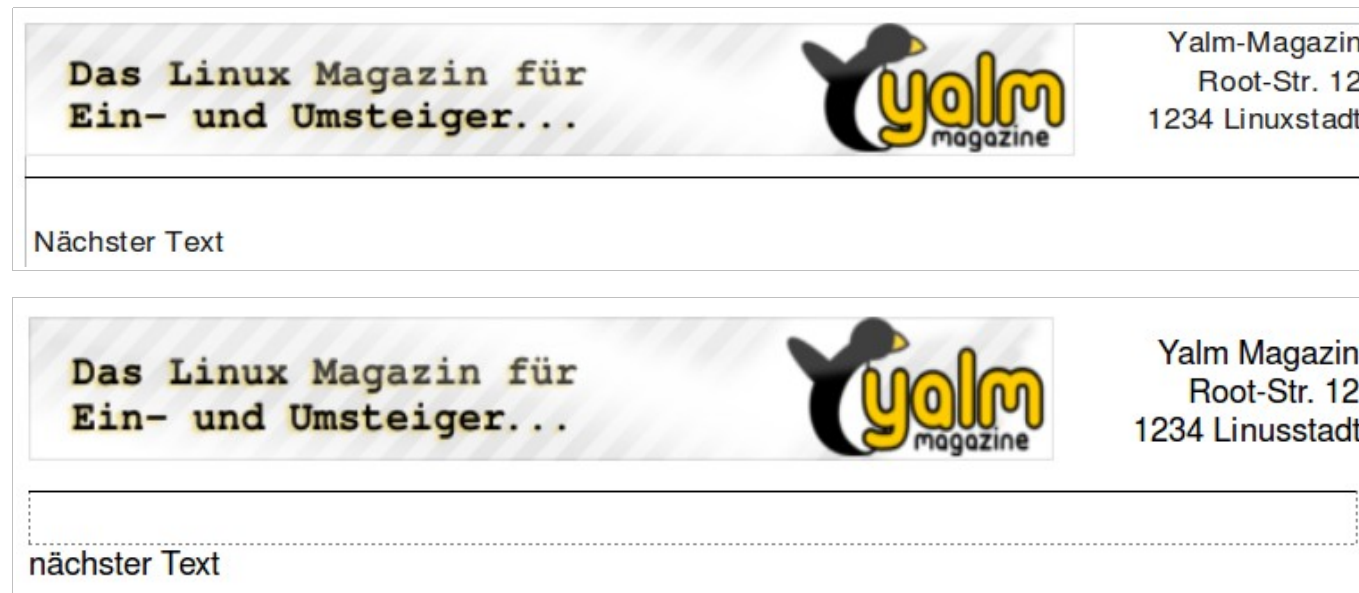 Das Linux Magazin für
Ein- und Umsteiger...
yalm
magazine
Yalm-Magazin
Root-Str. 12
1234 Linuxstadt
Nächster Text
Das Linux Magazin für
Ein- und Umsteiger...
yalm
magazine
Yalm Magazin
Root-Str. 12
1234 Linusstadt
nächster Text